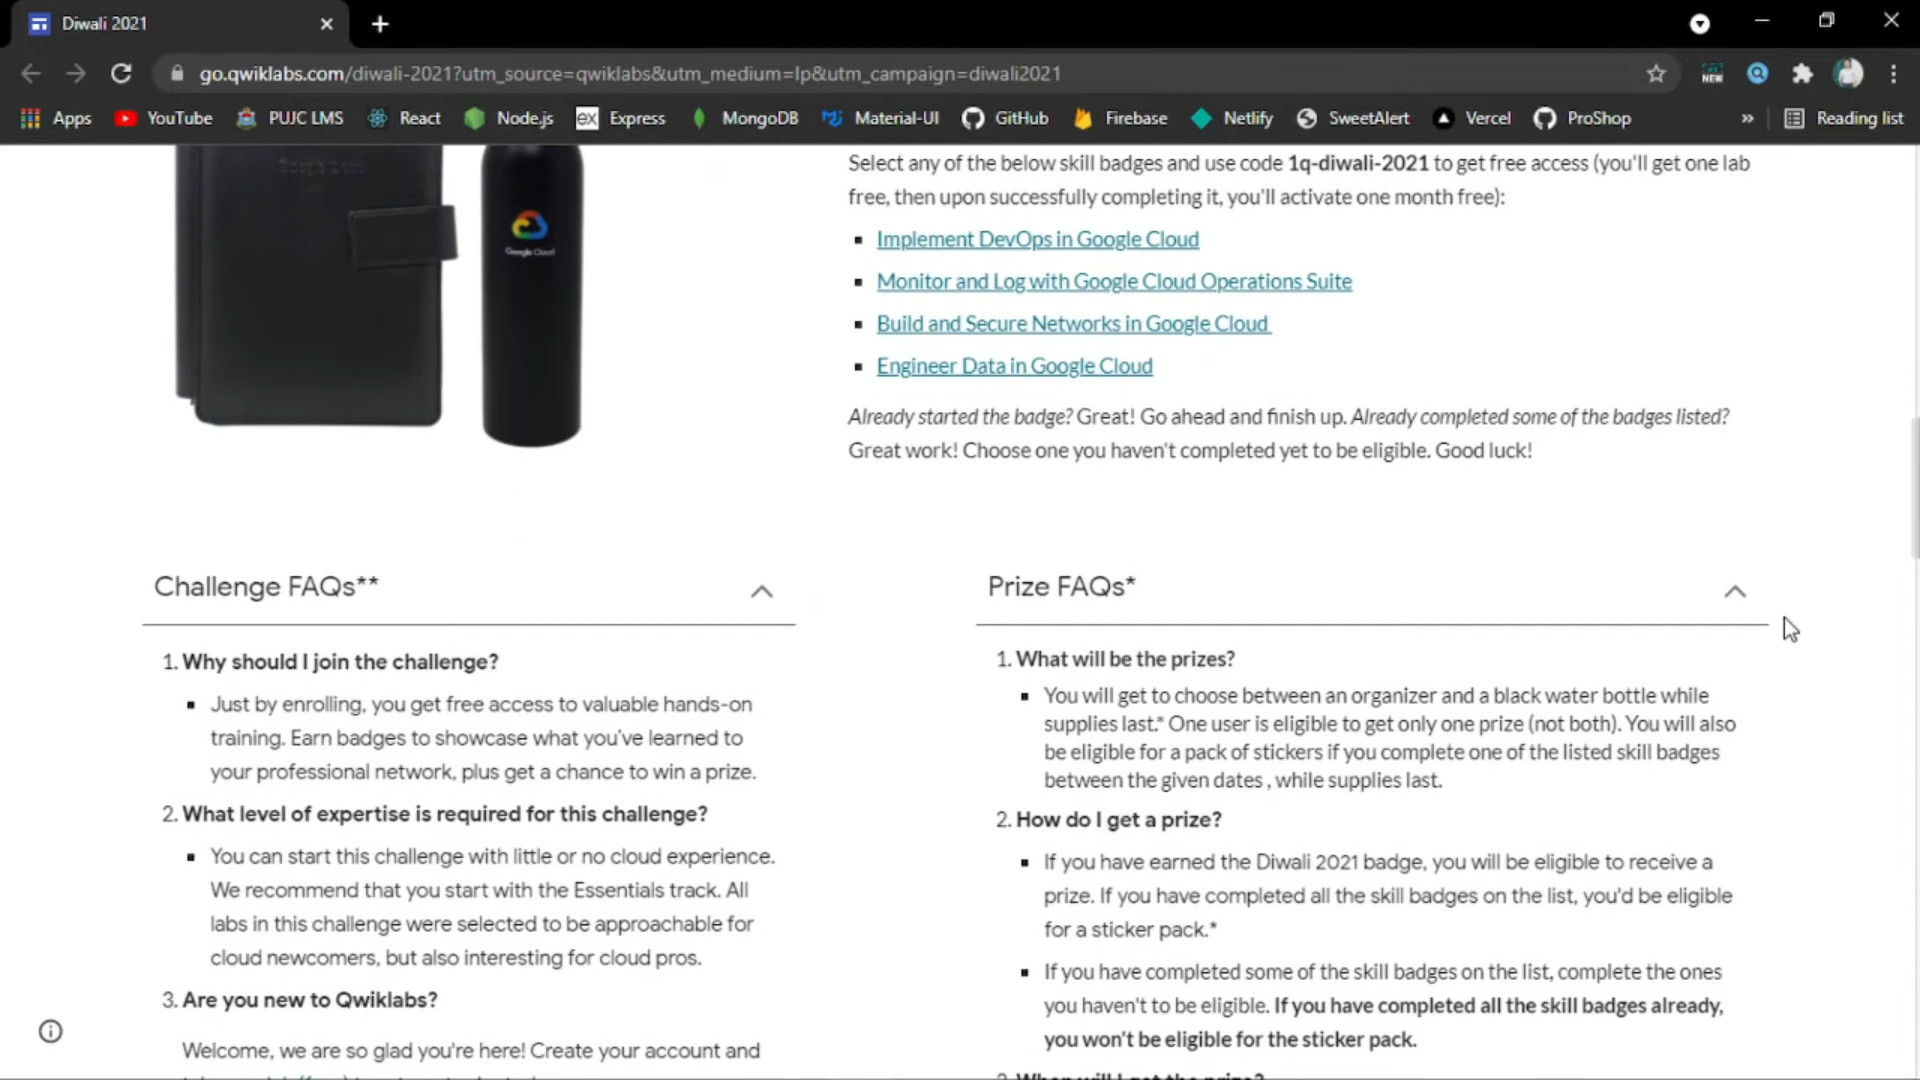 Diwali 2021
go.qwiklabs.com/diwali-2021?utm_source=qwiklabs&utm_medium=lp&utm_campaign=diwali2021
NEW
Apps YouTube PUJC LMS React Node.js ex Express MongoDB Material-UI GitHub Firebase Netlify SweetAlert Vercel ProShop » Reading list
Google Cloud
Google Cloud
Select any of the below skill badges and use code 1q-diwali-2021 to get free access (you'll get one lab
free, then upon successfully completing it, you'll activate one month free):
Implement DevOps in Google Cloud
Monitor and Log with Google Cloud Operations Suite
Build and Secure Networks in Google Cloud
Engineer Data in Google Cloud
Already started the badge? Great! Go ahead and finish up. Already completed some of the badges listed?
Great work! Choose one you haven't completed yet to be eligible. Good luck!
Challenge FAQs**
1. Why should I join the challenge?
Just by enrolling, you get free access to valuable hands-on
training. Earn badges to showcase what you've learned to
your professional network, plus get a chance to win a prize.
2. What level of expertise is required for this challenge?
You can start this challenge with little or no cloud experience.
We recommend that you start with the Essentials track. All
labs in this challenge were selected to be approachable for
cloud newcomers, but also interesting for cloud pros.
3. Are you new to Qwiklabs?
Welcome, we are so glad you're here! Create your account and
Prize FAQs*
1. What will be the prizes?
You will get to choose between an organizer and a black water bottle while
supplies last.* One user is eligible to get only one prize (not both). You will also
be eligible for a pack of stickers if you complete one of the listed skill badges
between the given dates , while supplies last.
2. How do I get a prize?
If you have earned the Diwali 2021 badge, you will be eligible to receive a
prize. If you have completed all the skill badges on the list, you'd be eligible
for a sticker pack.*
If you have completed some of the skill badges on the list, complete the ones
you haven't to be eligible. If you have completed all the skill badges already,
you won't be eligible for the sticker pack.
3. When will I get the prize?